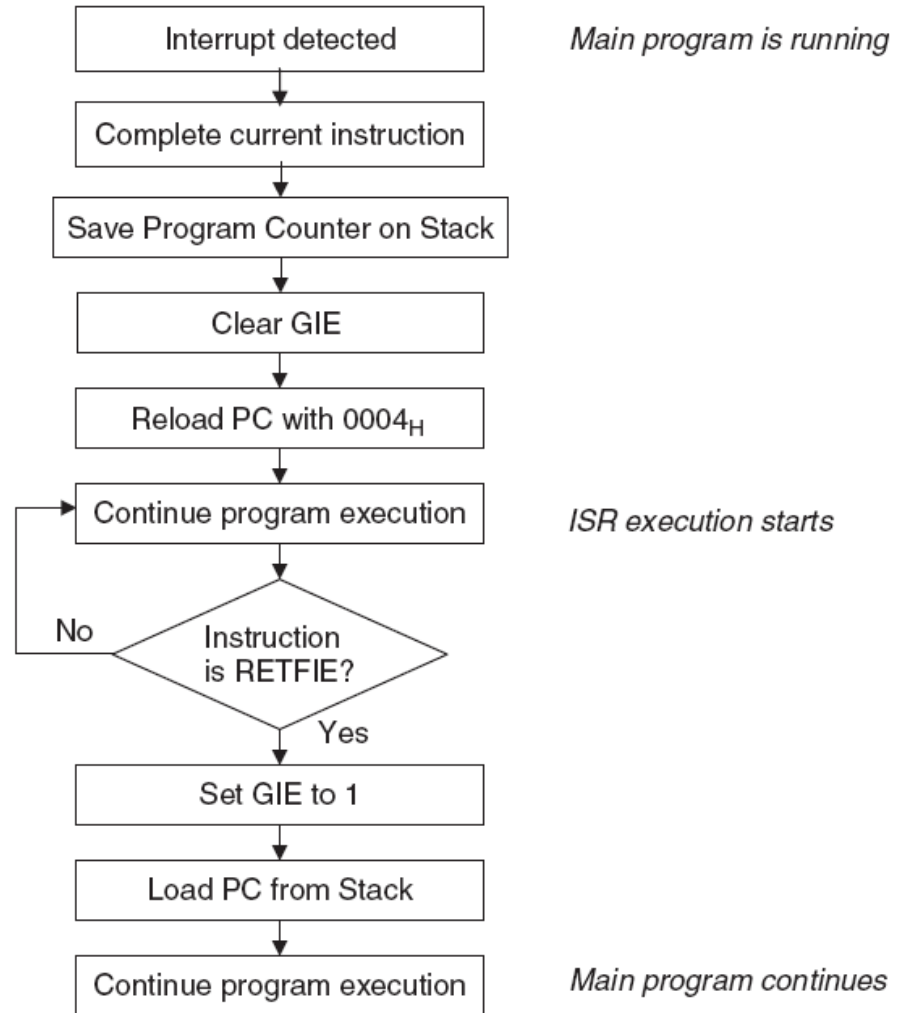 Interrupt detected
Main program is running
Complete current instruction
Save Program Counter on Stack
Clear GIE
Reload PC with 0004H
Continue program execution
ISR execution starts
No
Instruction
is RETFIE?
Yes
Set GIE to 1
Load PC from Stack
Continue program execution
Main program continues